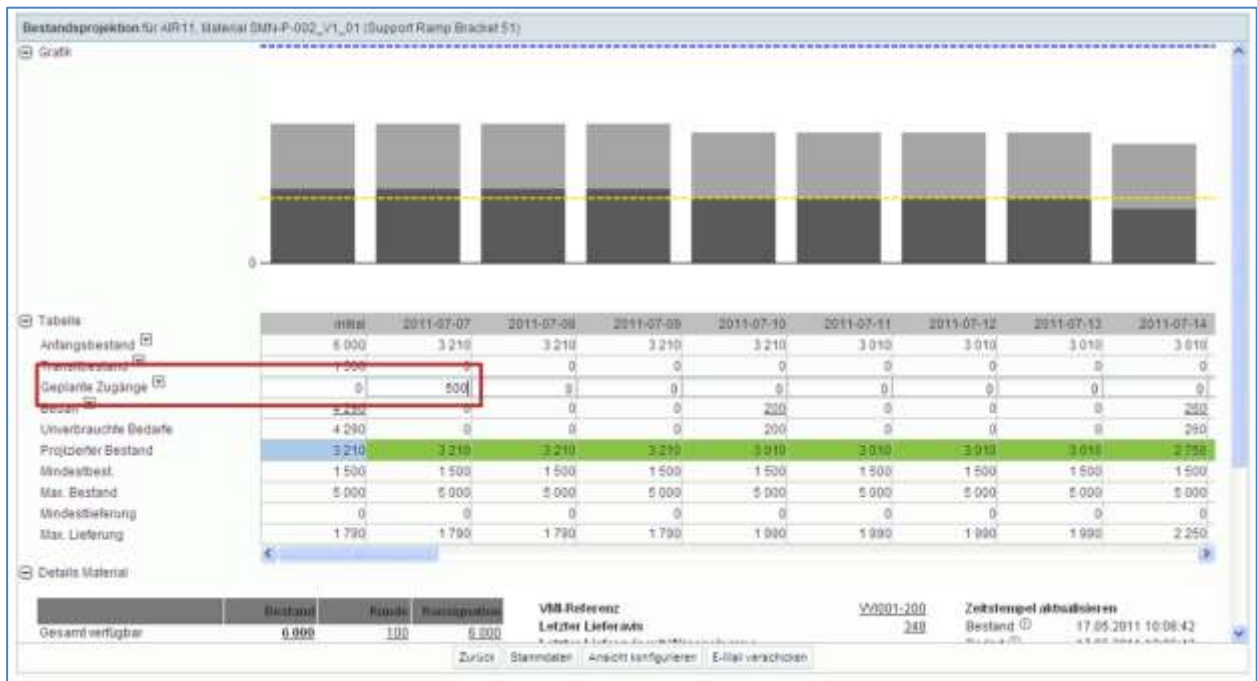 Bestandsprojektion für AIR11, Material SMN-P-002_V1_01 (Support Ramp Bracket 51)
Grafik
0
Tabelle initial 2011-07-07 2011-07-08 2011-07-09 2011-07-10 2011-07-11 2011-07-12 2011-07-13 2011-07-14
Anfangsbestand 6 000 3 210 3 210 3 210 3 210 3 010 3 010 3 010 3 010
Transitbestand 1 500 0 0 0 0 0 0 0 0
Geplante Zugänge 0 500 0 0 0 0 0 0 0
Bedarf 4 290 0 0 0 200 0 0 0 260
Unverbrauchte Bedarfe 4 290 0 0 0 200 0 0 0 260
Projizierter Bestand 3 210 3 210 3 210 3 210 3 010 3 010 3 010 3 010 2 750
Mindestbest. 1 500 1 500 1 500 1 500 1 500 1 500 1 500 1 500 1 500
Max. Bestand 5 000 5 000 5 000 5 000 5 000 5 000 5 000 5 000 5 000
Mindestlieferung 0 0 0 0 0 0 0 0 0
Max. Lieferung 1 790 1 790 1 790 1 790 1 990 1 990 1 990 1 990 2 250
Details Material
Bestand Kunde Konsignation
Gesamt verfügbar 6.000 100 6.000
VMI-Referenz VVI001-200
Letzter Lieferavis 248
Zeitstempel aktualisieren
Bestand 17.05.2011 10:08:42
Zurück Stammdaten Ansicht konfigurieren E-Mail verschicken